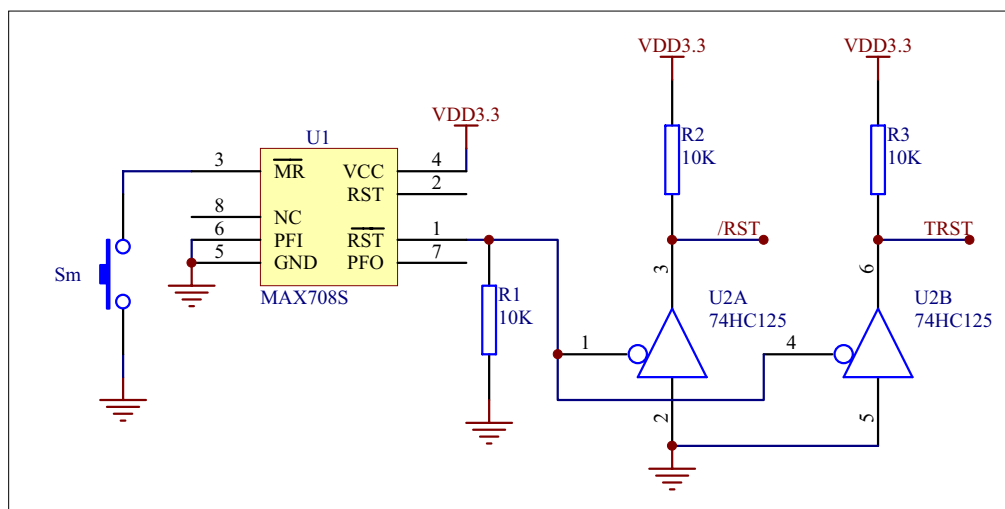 VDD3.3
VDD3.3
VDD3.3
U1
3
MR
VCC
4
RST
2
8
NC
6
PFI
RST
1
5
GND
PFO
7
MAX708S
Sm
R1
10K
R2
10K
R3
10K
/RST
TRST
3
6
U2A
74HC125
U2B
74HC125
1
4
2
5